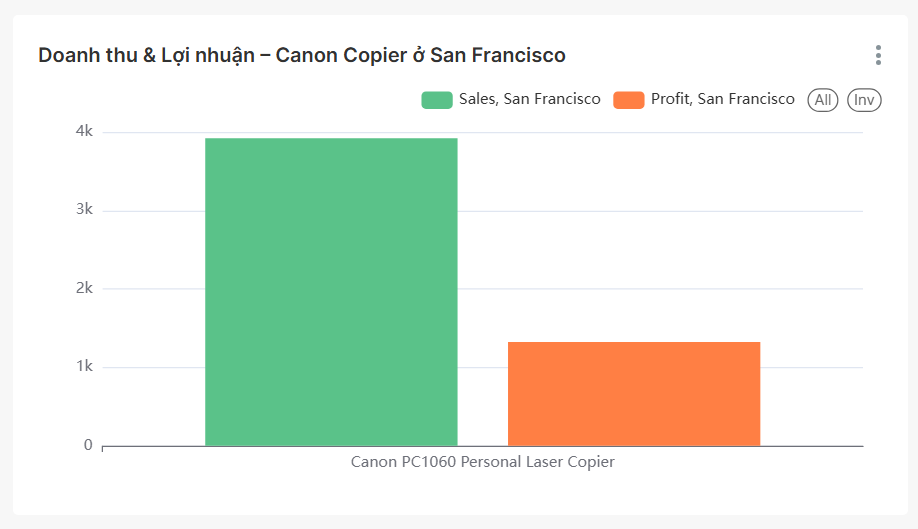 Doanh thu & Lợi nhuận – Canon Copier ở San Francisco
Sales, San Francisco Profit, San Francisco All Inv
4k
3k
2k
1k
0
Canon PC1060 Personal Laser Copier